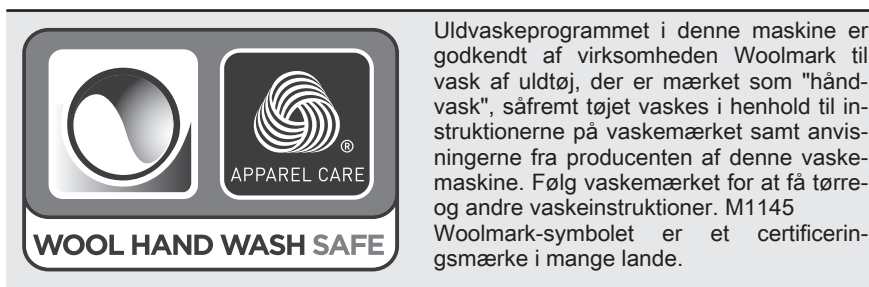 APPAREL CARE
®
WOOL HAND WASH SAFE
Uldvaskeprogrammet i denne maskine er
godkendt af virksomheden Woolmark til
vask af uldtøj, der er mærket som "hånd-
vask", såfremt tøjet vaskes i henhold til in-
struktionerne på vaskemærket samt anvis-
ningerne fra producenten af denne vaske-
maskine. Følg vaskemærket for at få tørre-
og andre vaskeinstruktioner. M1145
Woolmark-symbolet er et certificerin-
gsmærke i mange lande.